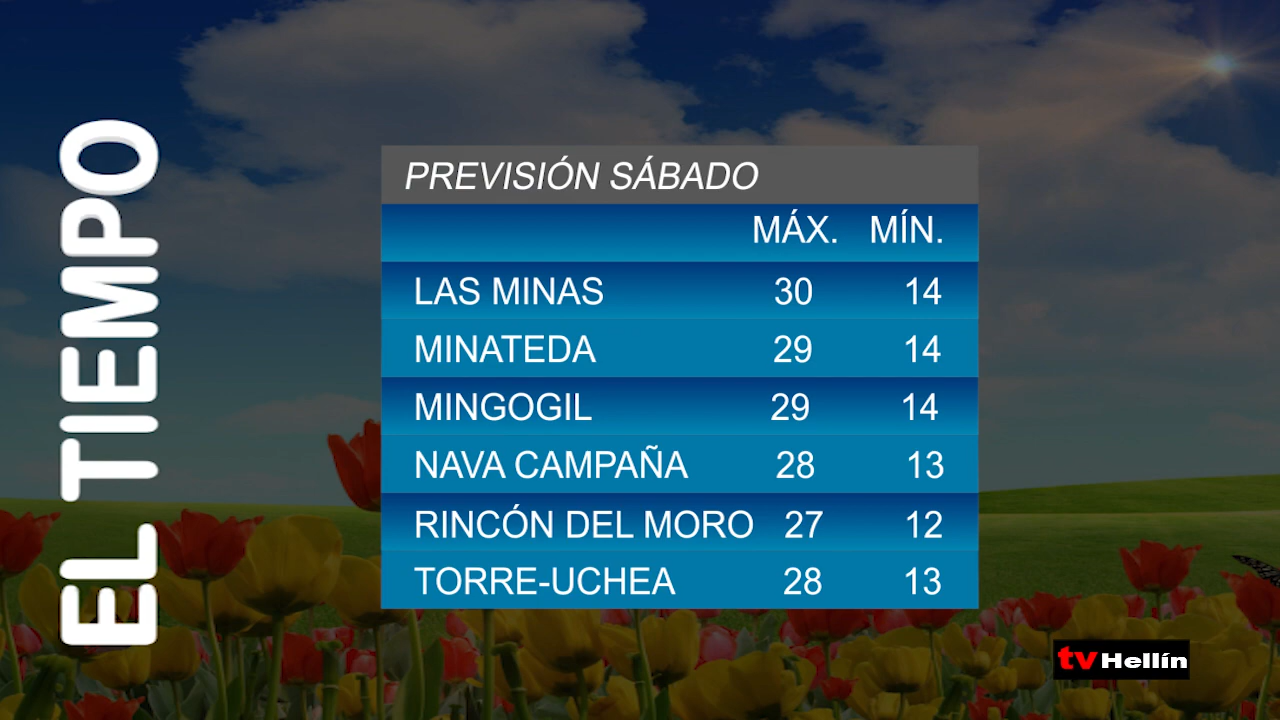 EL TIEMPO
PREVISIÓN SÁBADO
MÁX. MÍN.
LAS MINAS 30 14
MINATEDA 29 14
MINGOGIL 29 14
NAVA CAMPAÑA 28 13
RINCÓN DEL MORO 27 12
TORRE-UCHEA 28 13
tv Hellín